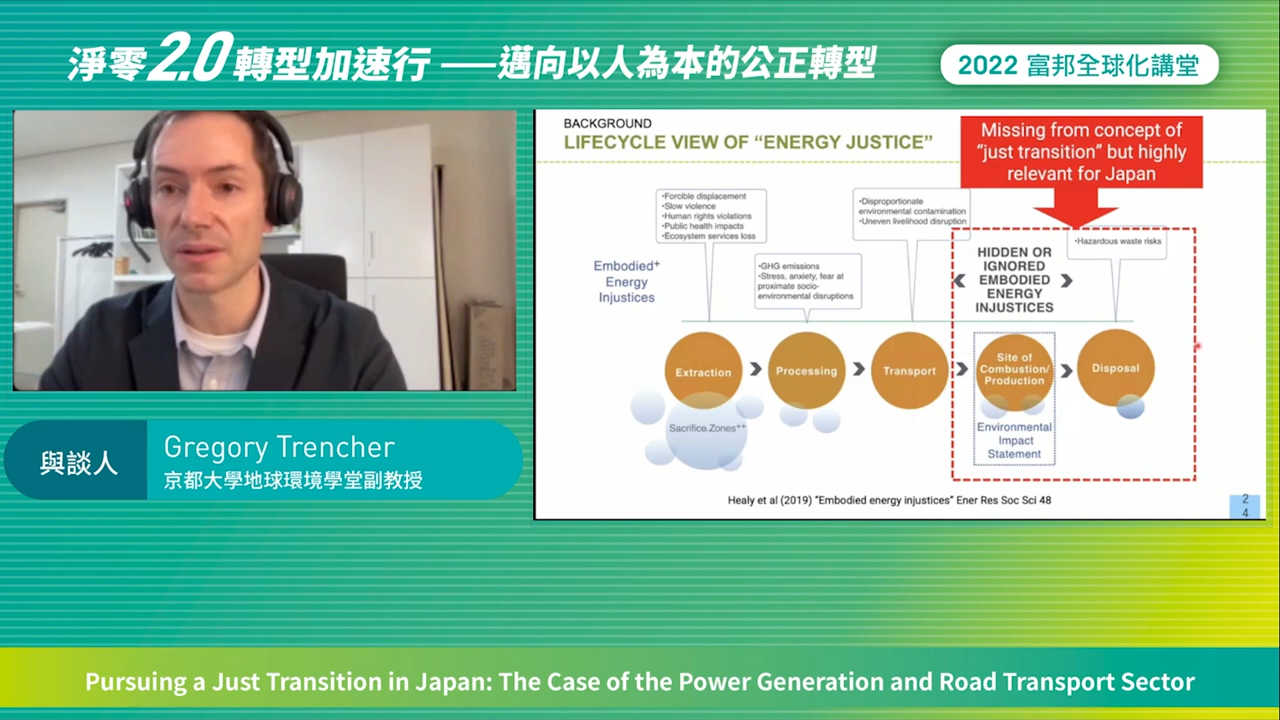 淨零2.0轉型加速行——邁向以人為本的公正轉型
2022 富邦全球化講堂
與談人
Gregory Trencher
京都大學地球環境學堂副教授
BACKGROUND
LIFECYCLE VIEW OF “ENERGY JUSTICE”
Missing from concept of
“just transition” but highly
relevant for Japan
•Forcible displacement
•Slow violence
•Human rights violations
•Public health impacts
•Ecosystem services loss
•GHG emissions
•Stress, anxiety, fear at
proximate socio-
environmental disruptions
•Disproportionate
environmental contamination
•Uneven livelihood disruption
•Hazardous waste risks
Embodied+
Energy
Injustices
HIDDEN OR
IGNORED
EMBODIED
ENERGY
INJUSTICES
Extraction
Processing
Transport
Site of
Combustion/
Production
Disposal
Sacrifice Zones++
Environmental
Impact
Statement
Healy et al (2019) “Embodied energy injustices” Ener Res Soc Sci 48
2
4
Pursuing a Just Transition in Japan: The Case of the Power Generation and Road Transport Sector